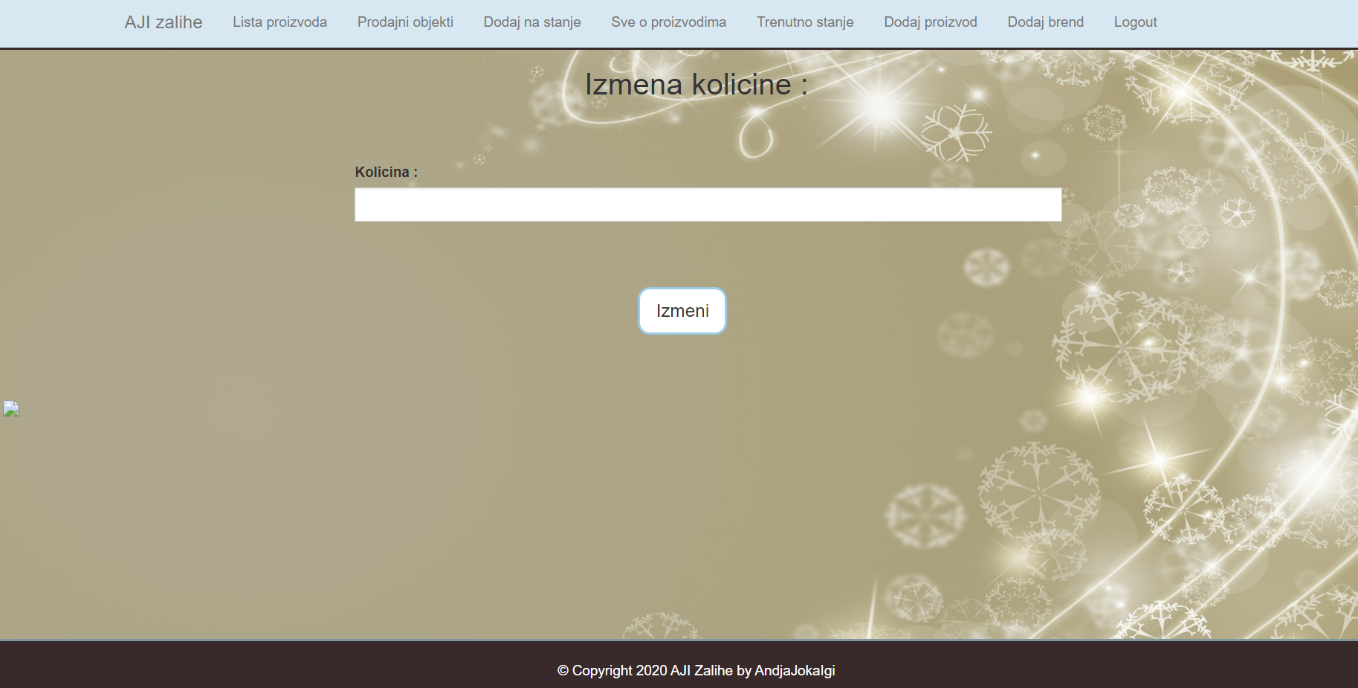 AJI zalihe Lista proizvoda Prodajni objekti Dodaj na stanje Sve o proizvodima Trenutno stanje Dodaj proizvod Dodaj brend Logout
Izmena kolicine :
Kolicina :
Izmeni
© Copyright 2020 AJI Zalihe by AndjaJokaIgi